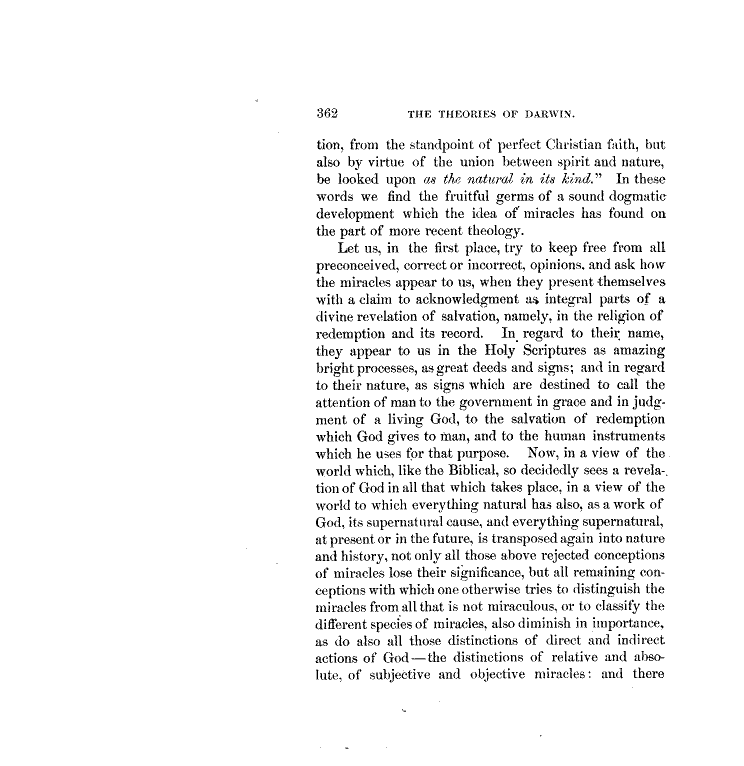 362 THE THEORIES OF DARWIN.
tion, from the standpoint of perfect Christian faith, but
also by virtue of the union between spirit and nature,
be looked upon as the natural in its kind." In these
words we find the fruitful germs of a sound dogmatic
development which the idea of miracles has found on
the part of more recent theology.
Let us, in the first place, try to keep free from all
preconceived, correct or incorrect, opinions, and ask how
the miracles appear to us, when they present themselves
with a claim to acknowledgment as integral parts of a
divine revelation of salvation, namely, in the religion of
redemption and its record. In regard to their name,
they appear to us in the Holy Scriptures as amazing
bright processes, as great deeds and signs; and in regard
to their nature, as signs which are destined to call the
attention of man to the government in grace and in judg-
ment of a living God, to the salvation of redemption
which God gives to man, and to the human instruments
which he uses for that purpose. Now, in a view of the
world which, like the Biblical, so decidedly sees a revela-
tion of God in all that which takes place, in a view of the
world to which everything natural has also, as a work of
God, its supernatural cause, and everything supernatural,
at present or in the future, is transposed again into nature
and history, not only all those above rejected conceptions
of miracles lose their significance, but all remaining con-
ceptions with which one otherwise tries to distinguish the
miracles from all that is not miraculous, or to classify the
different species of miracles, also diminish in importance,
as do also all those distinctions of direct and indirect
actions of God—the distinctions of relative and abso-
lute, of subjective and objective miracles: and there